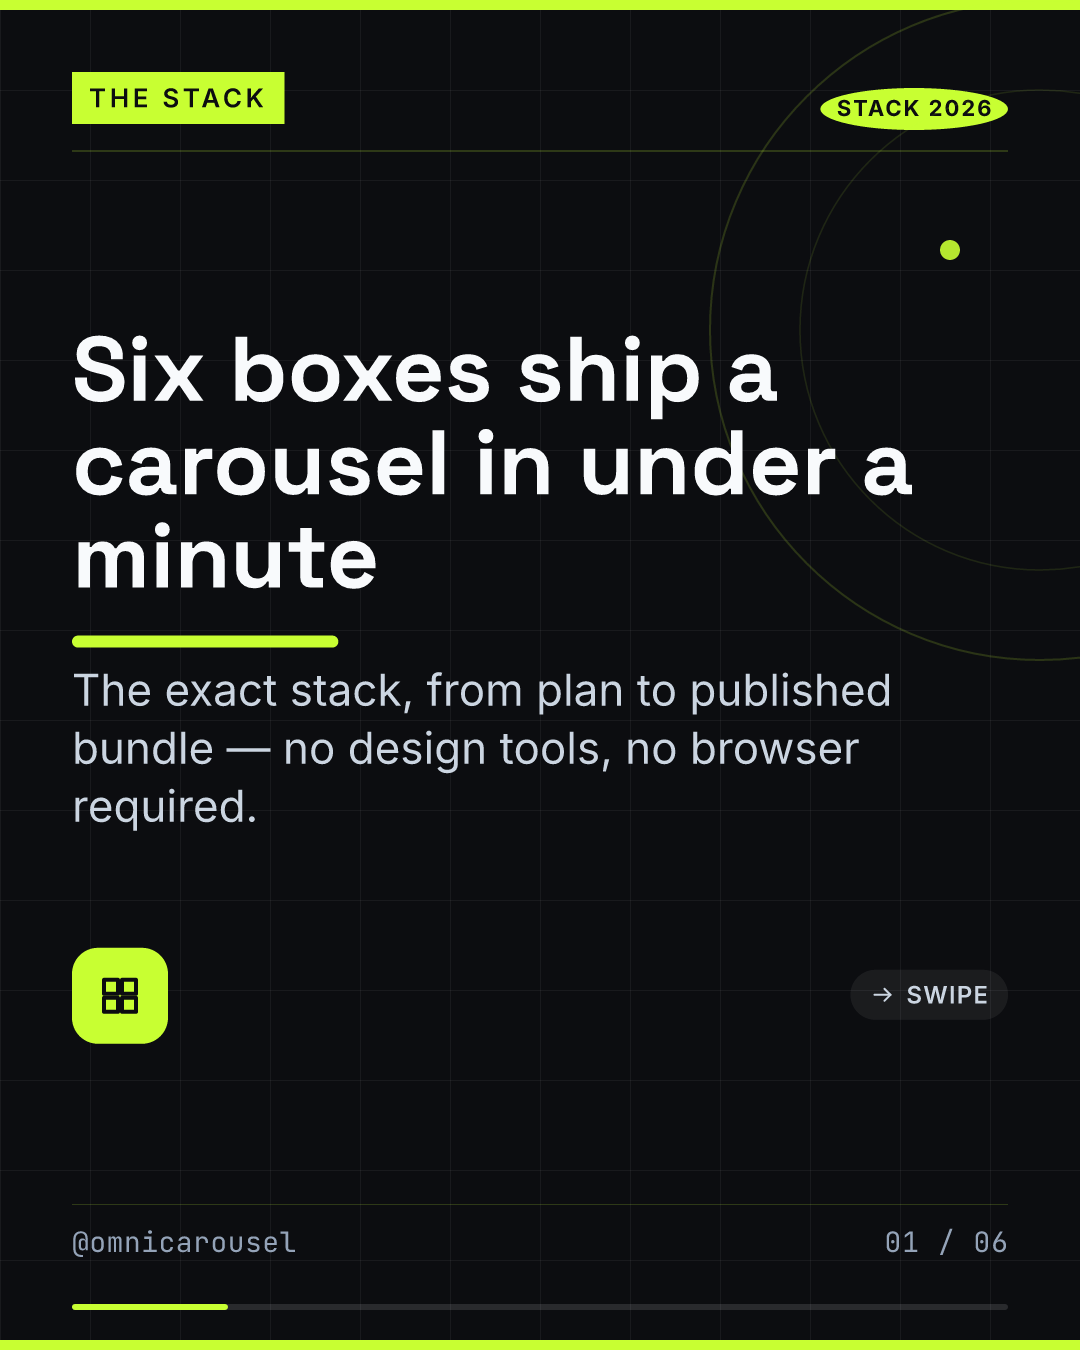 THE STACK
STACK 2026
Six boxes ship a
carousel in under a
minute
The exact stack, from plan to published
bundle — no design tools, no browser
required.
→ SWIPE
@omnicarousel
01 / 06